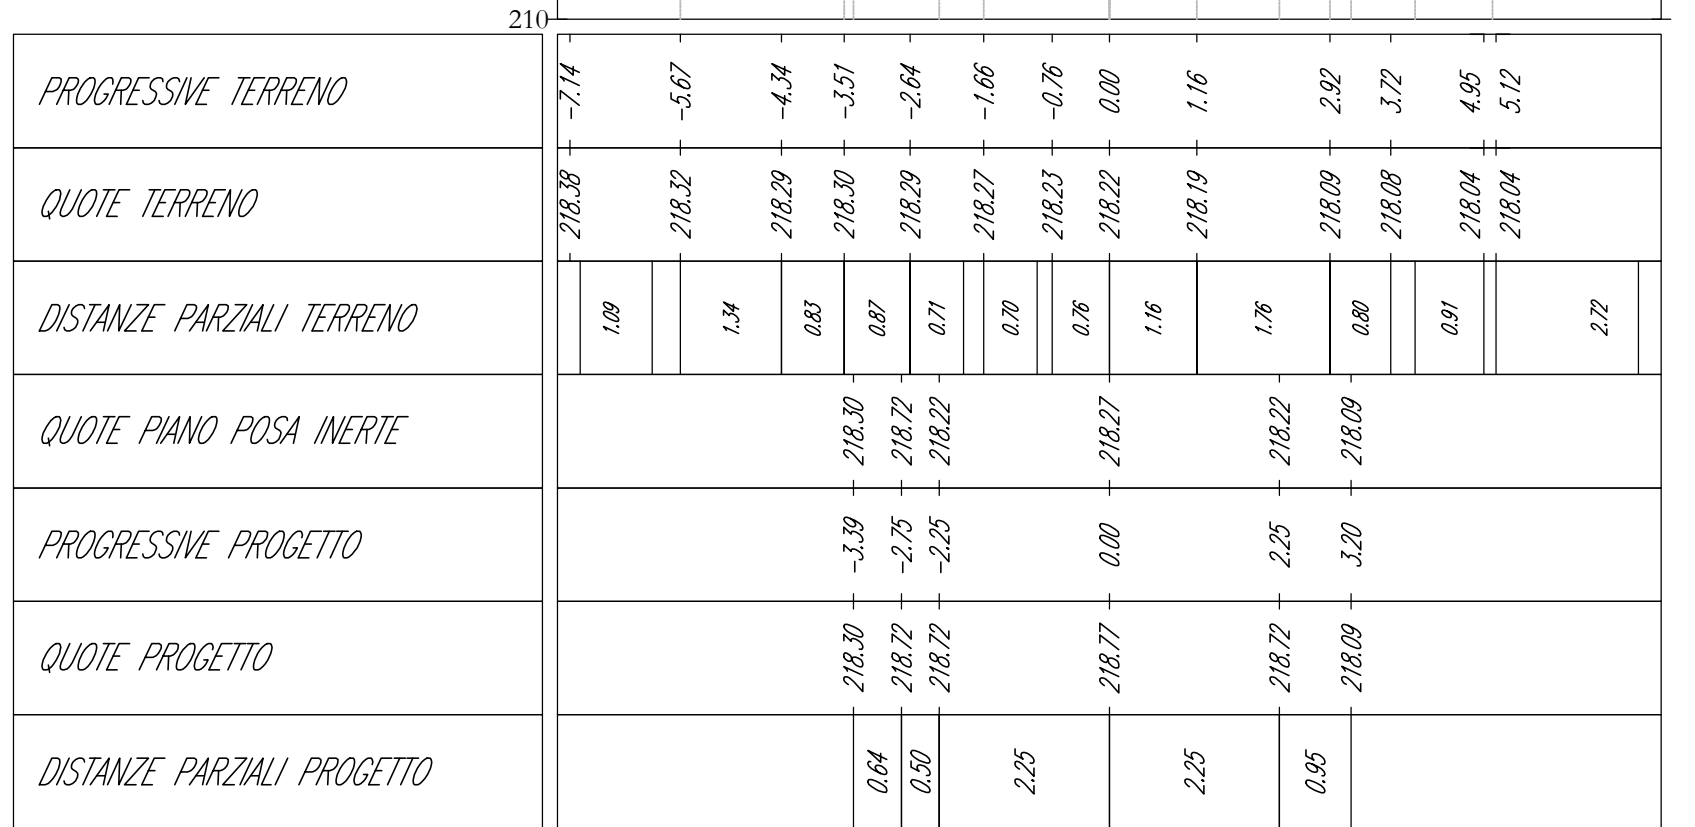 210
PROGRESSIVE TERRENO -7.14 -5.67 -4.34 -3.51 -2.64 -1.66 -0.76 0.00 1.16 2.92 3.72 4.95 5.12
QUOTE TERRENO 218.38 218.32 218.29 218.30 218.29 218.27 218.23 218.22 218.19 218.09 218.08 218.04 218.04
DISTANZE PARZIALI TERRENO 1.09 1.34 0.83 0.87 0.71 0.70 0.76 1.16 1.76 0.80 0.91 2.72
QUOTE PIANO POSA INERTE 218.30 218.72 218.22 218.27 218.22 218.09
PROGRESSIVE PROGETTO -3.39 -2.75 -2.25 0.00 2.25 3.20
QUOTE PROGETTO 218.30 218.72 218.72 218.77 218.72 218.09
DISTANZE PARZIALI PROGETTO 0.64 0.50 2.25 2.25 0.95